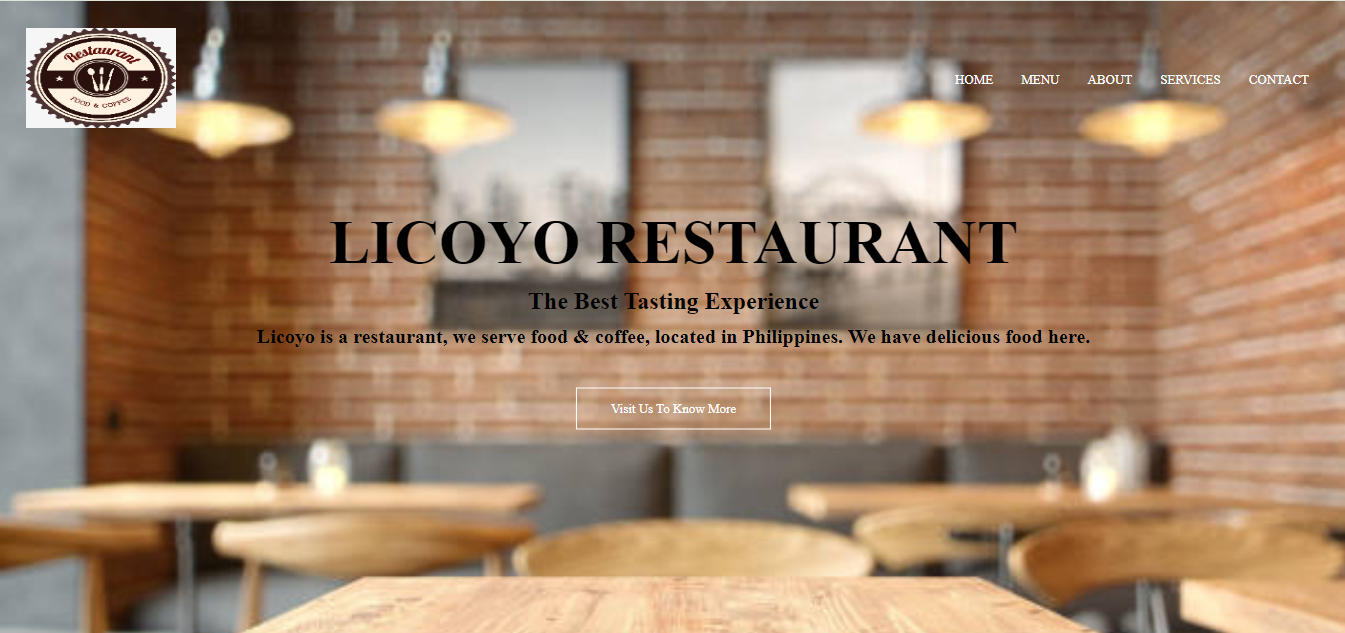 Restaurant
FOOD & COFFEE
HOME MENU ABOUT SERVICES CONTACT
LICOYO RESTAURANT
The Best Tasting Experience
Licoyo is a restaurant, we serve food & coffee, located in Philippines. We have delicious food here.
Visit Us To Know More